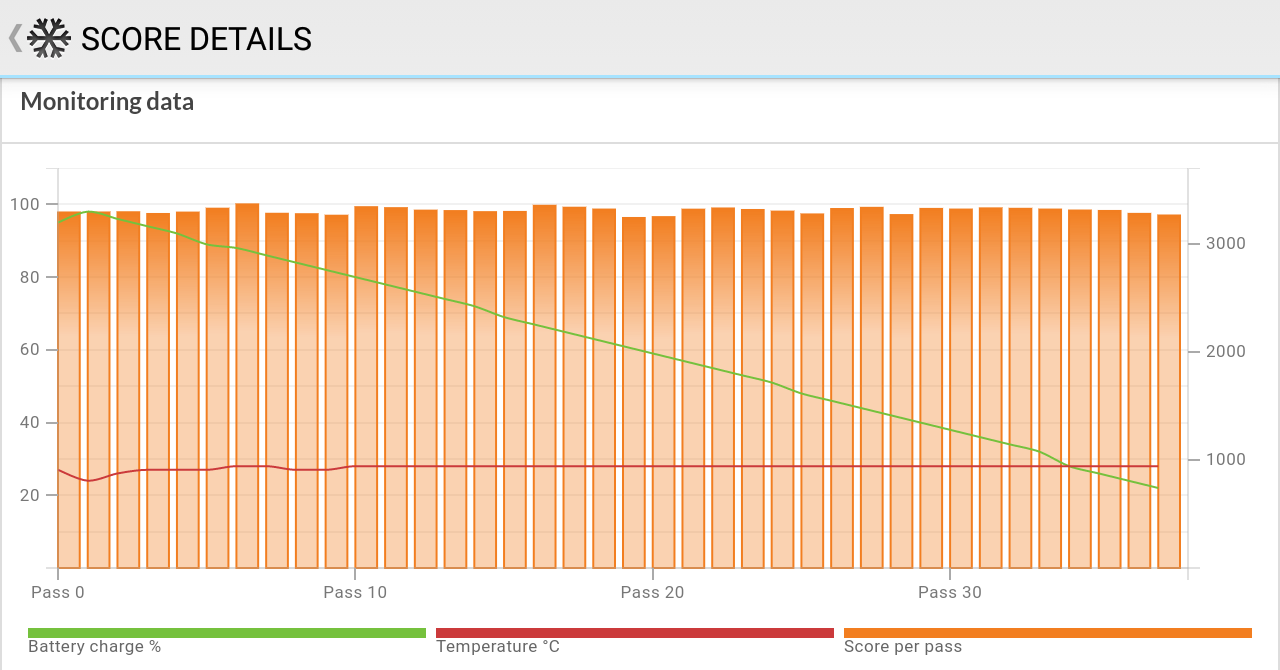 SCORE DETAILS
Monitoring data
100
80
60
40
20
3000
2000
1000
Pass 0 Pass 10 Pass 20 Pass 30
Battery charge % Temperature °C Score per pass